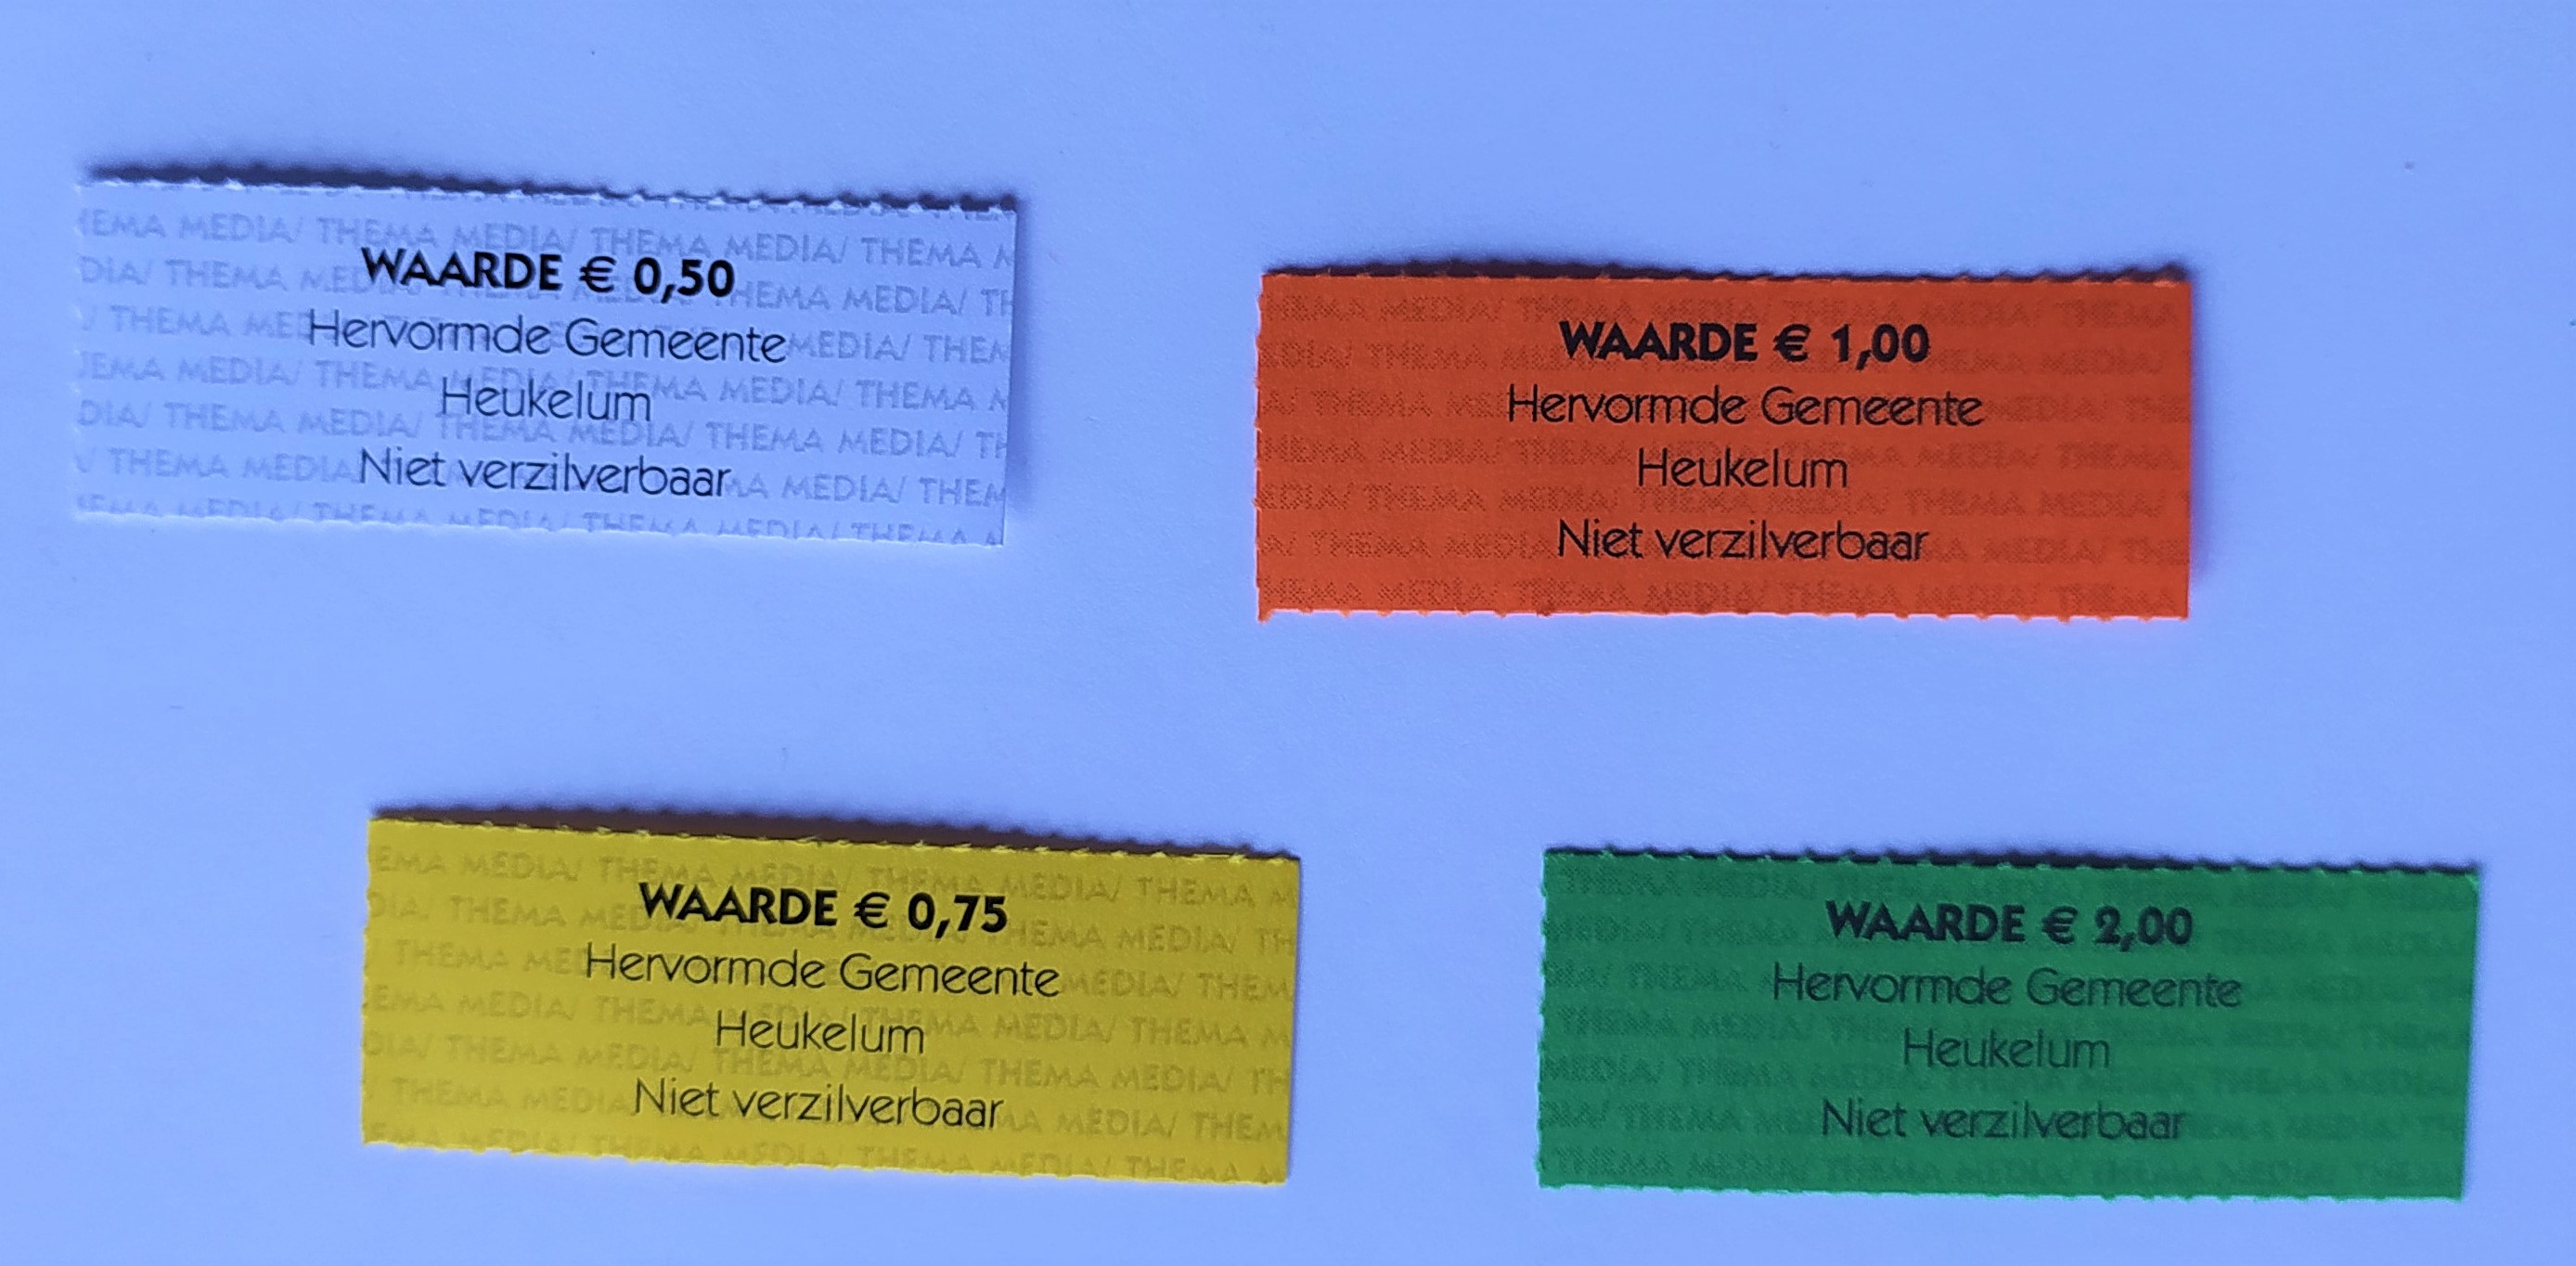 WAARDE € 0,50
Hervormde Gemeente
Heukelum
Niet verzilverbaar
WAARDE € 1,00
Hervormde Gemeente
Heukelum
Niet verzilverbaar
WAARDE € 0,75
Hervormde Gemeente
Heukelum
Niet verzilverbaar
WAARDE € 2,00
Hervormde Gemeente
Heukelum
Niet verzilverbaar